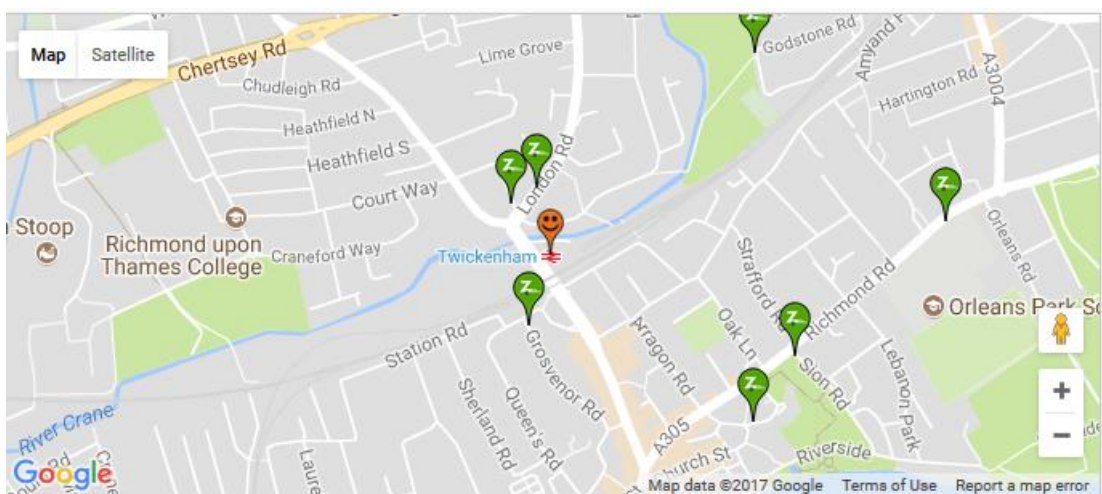 Map
Satellite
Chertsey Rd
Lime Grove
Godstone Rd
Amyand
Hartington Rd
A3004
Chudleigh Rd
Heathfield N
Heathfield S
Court Way
London Rd
Stoop
Richmond upon
Thames College
Craneford Way
Twickenham
Strafford
Richmond Rd
Orleans Rd
Orleans Park
Station Rd
Grosvenor Rd
Arragon Rd
Oak Ln
Sion Rd
Lebanon Park
Sherland Rd
Queen's Rd
River Crane
A305
Church St
Riverside
Google
Map data ©2017 Google
Terms of Use
Report a map error